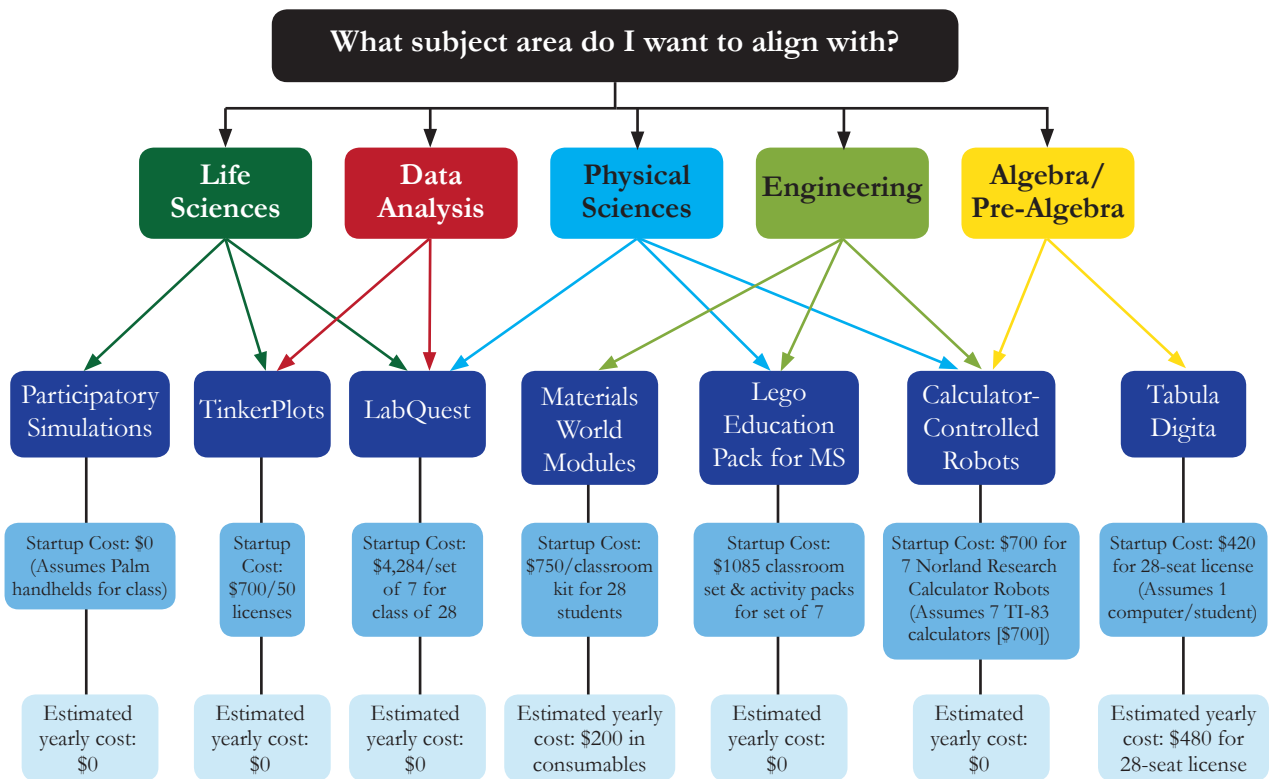 What subject area do I want to align with?
Life
Sciences
Data
Analysis
Physical
Sciences
Engineering
Algebra/
Pre-Algebra
Participatory
Simulations
TinkerPlots
LabQuest
Materials
World
Modules
Lego
Education
Pack for MS
Calculator-
Controlled
Robots
Tabula
Digita
Startup Cost: $0
(Assumes Palm
handhelds for class)
Startup
Cost:
$700/50
licenses
Startup Cost:
$4,284/set
of 7 for
class of 28
Startup Cost:
$750/classroom
kit for 28
students
Startup Cost:
$1085 classroom
set & activity packs
for set of 7
Startup Cost: $700 for
7 Norland Research
Calculator Robots
(Assumes 7 TI-83
calculators [$700])
Startup Cost: $420
for 28-seat license
(Assumes 1
computer/student)
Estimated
yearly cost:
$0
Estimated
yearly cost:
$0
Estimated
yearly cost:
$0
Estimated yearly
cost: $200 in
consumables
Estimated
yearly cost:
$0
Estimated
yearly cost:
$0
Estimated yearly
cost: $480 for
28-seat license